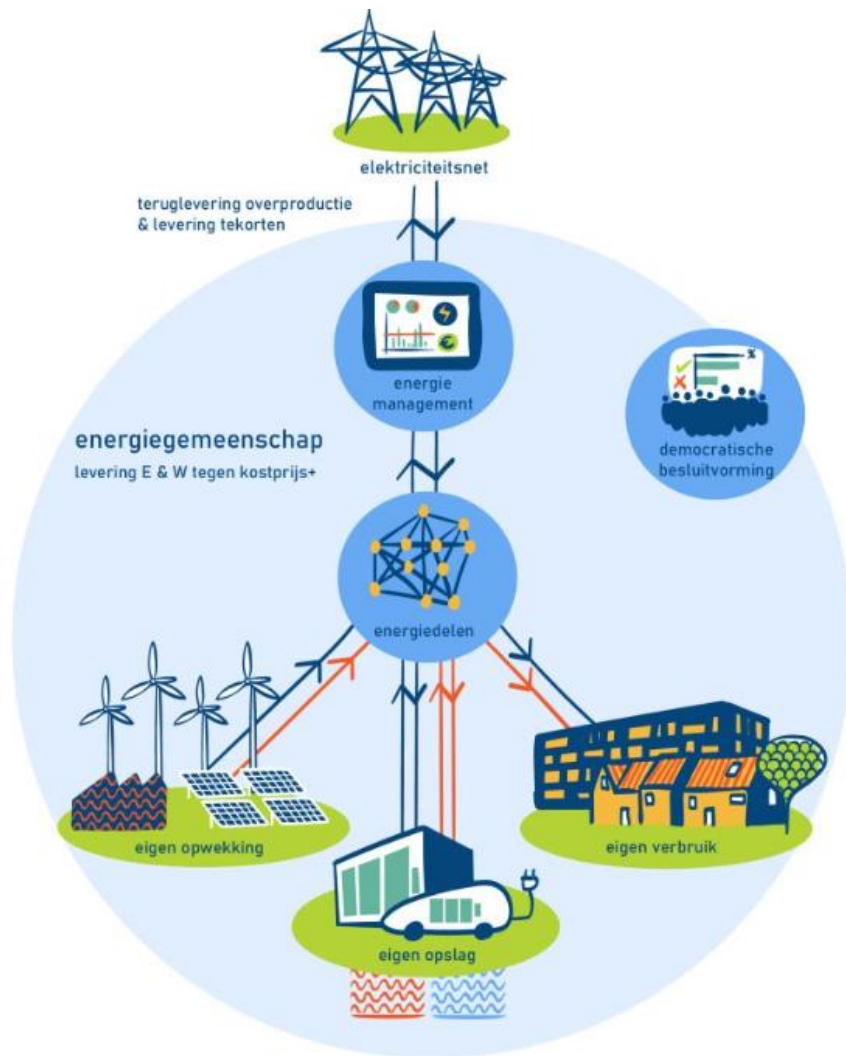 elektriciteitsnet
teruglevering overproductie
& levering tekorten
energie
management
%
democratische
besluitvorming
energiegemeenschap
levering E & W tegen kostprijs+
energiedelen
eigen opwekking
eigen verbruik
eigen opslag